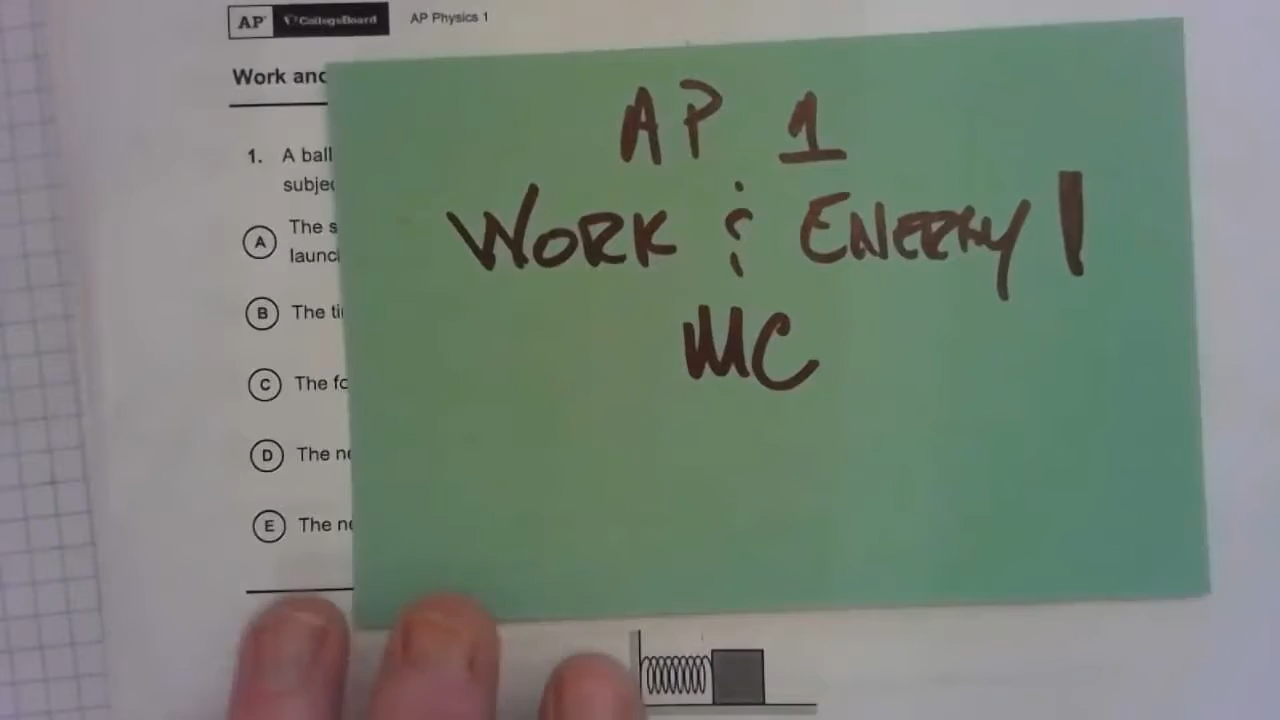 AP CollegeBoard AP Physics 1
Work and
AP 1
WORK & ENERGY!
MC
1. A ball
subjec
A The s
launc
B The ti
C The fo
D The ne
E The ne